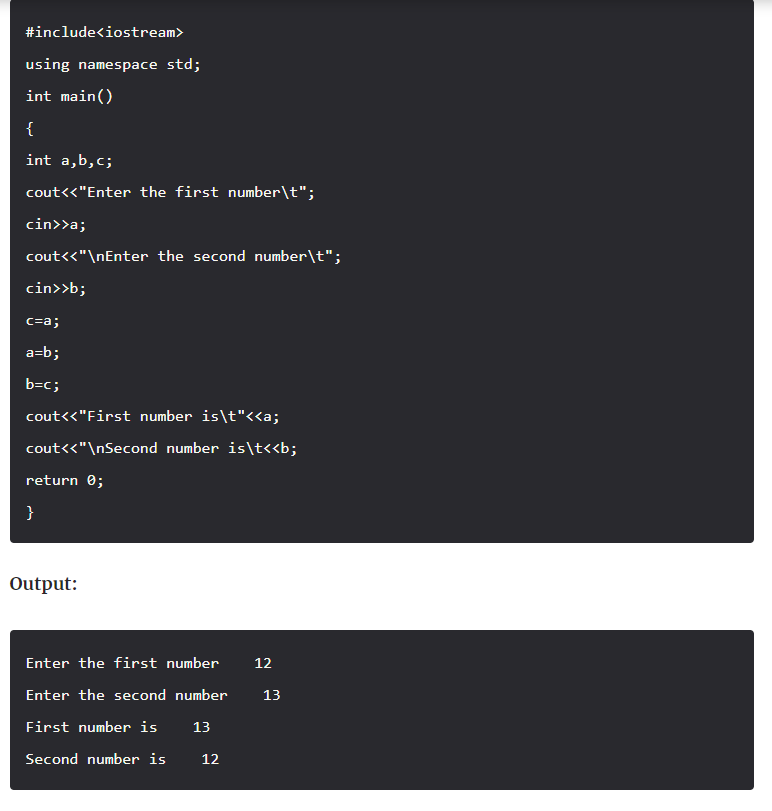 #include<iostream>
using namespace std;
int main()
{
int a,b,c;
cout<<"Enter the first number\t";
cin>>a;
cout<<"\nEnter the second number\t";
cin>>b;
c=a;
a=b;
b=c;
cout<<"First number is\t"<<a;
cout<<"\nSecond number is\t<<b;
return 0;
}
Output:
Enter the first number    12
Enter the second number    13
First number is    13
Second number is    12